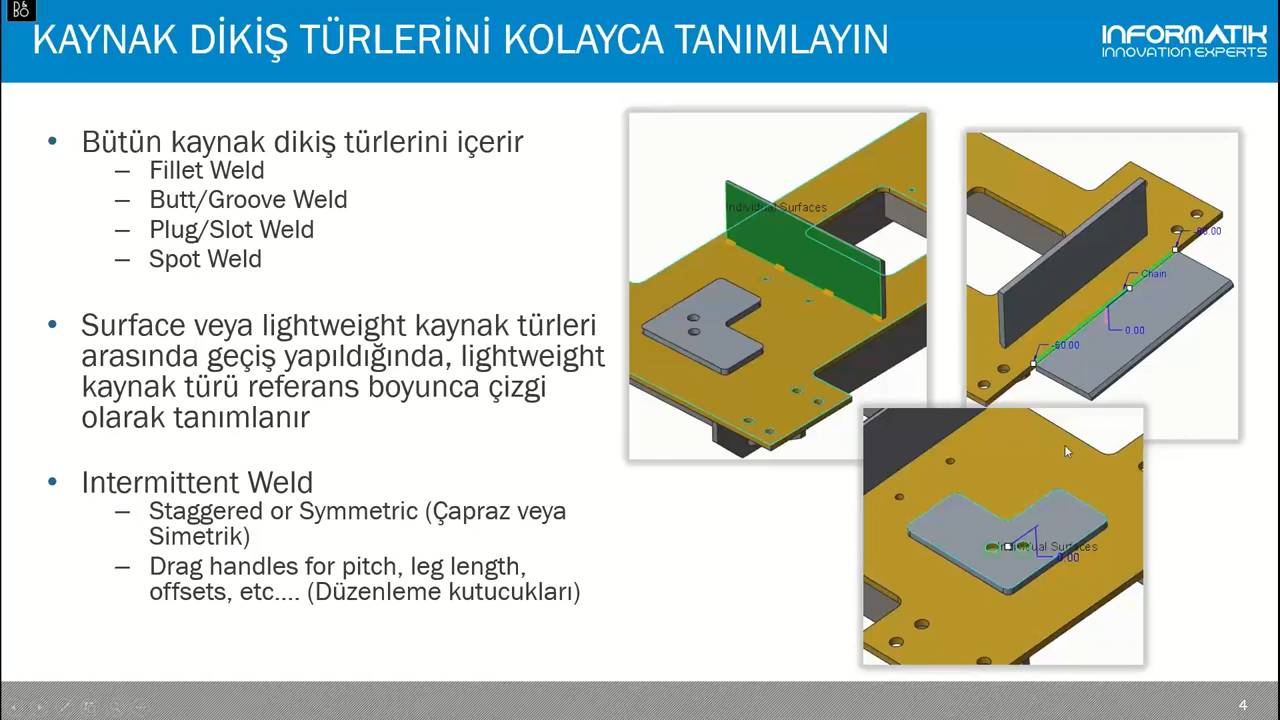 B&BO
KAYNAK DİKİŞ TÜRLERİNİ KOLAYCA TANIMLAYIN
INFORMATIK
INNOVATION EXPERTS
• Bütün kaynak dikiş türlerini içerir
– Fillet Weld
– Butt/Groove Weld
– Plug/Slot Weld
– Spot Weld
• Surface veya lightweight kaynak türleri
arasında geçiş yapıldığında, lightweight
kaynak türü referans boyunca çizgi
olarak tanımlanır
• Intermittent Weld
– Staggered or Symmetric (Çapraz veya
Simetrik)
– Drag handles for pitch, leg length,
offsets, etc.... (Düzenleme kutucukları)
Individual Surfaces
Chain
0.00
-60.00
Individual Surfaces
0.00
4